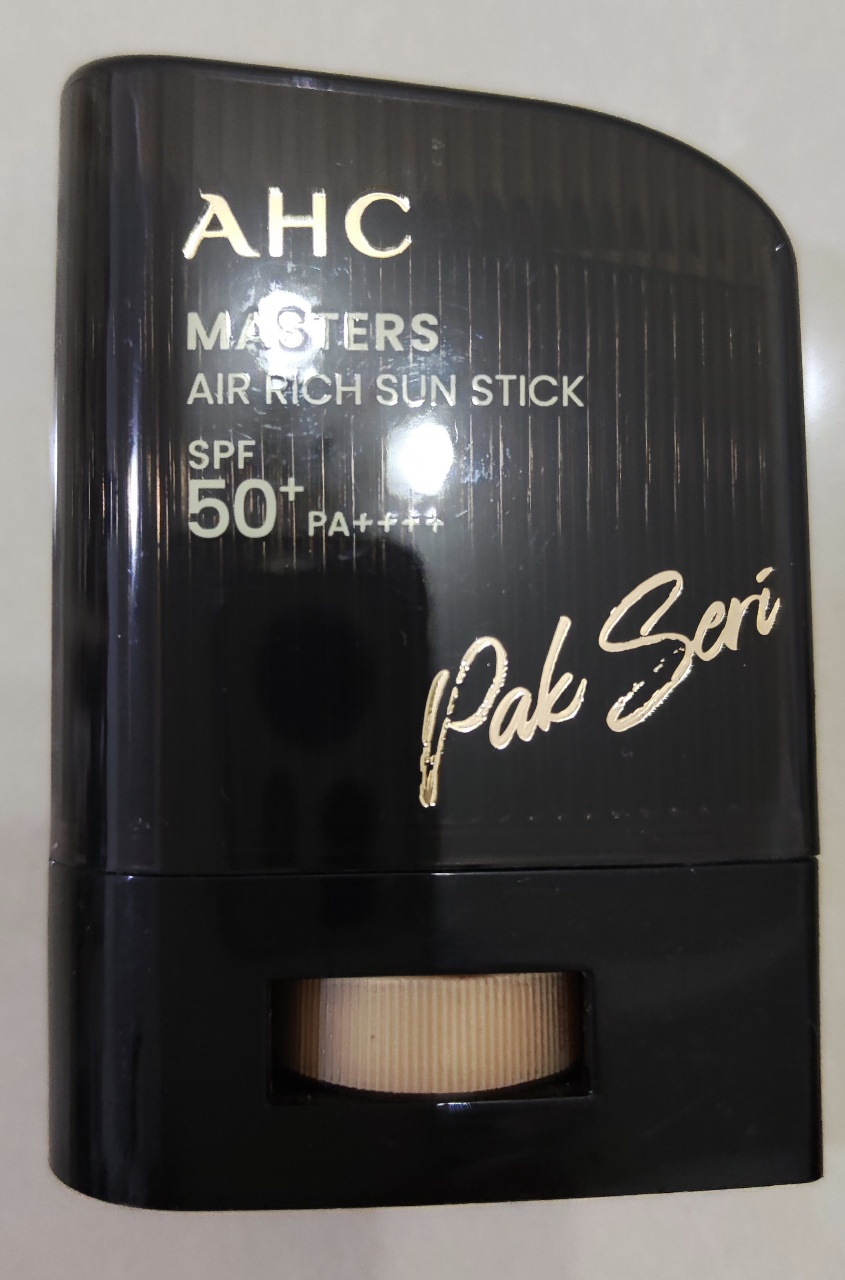 AHC
MASTERS
AIR RICH SUN STICK
SPF
50+ PA++++
Pak Seri